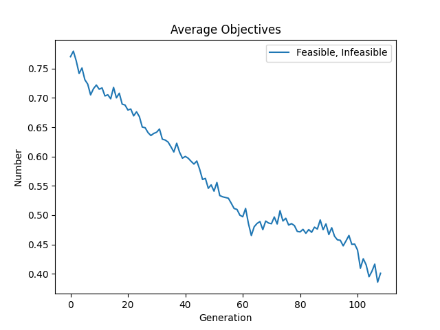 Average Objectives
Feasible, Infeasible
0.75
0.70
0.65
0.60
0.55
0.50
0.45
0.40
Number
0 20 40 60 80 100
Generation